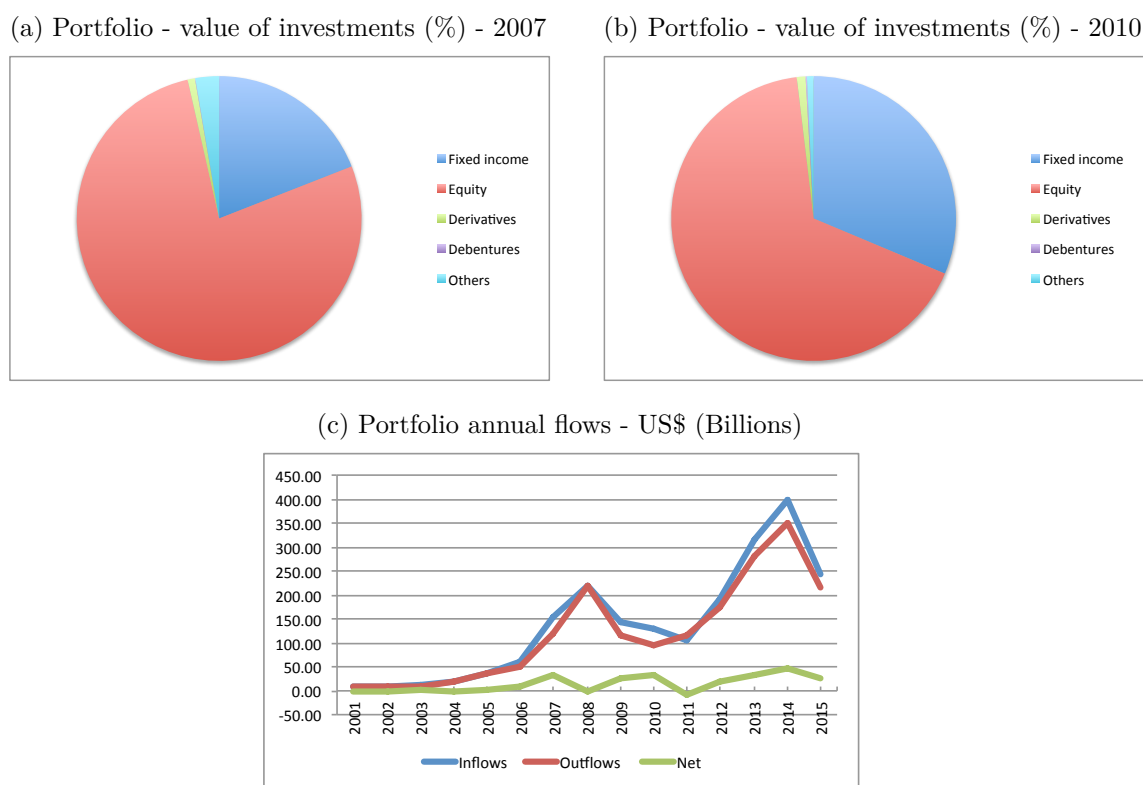 (a) Portfolio - value of investments (%) - 2007
(b) Portfolio - value of investments (%) - 2010
Fixed income
Equity
Derivatives
Debentures
Others
Fixed income
Equity
Derivatives
Debentures
Others
(c) Portfolio annual flows - US$ (Billions)
450.00
400.00
350.00
300.00
250.00
200.00
150.00
100.00
50.00
0.00
-50.00
2001
2002
2003
2004
2005
2006
2007
2008
2009
2010
2011
2012
2013
2014
2015
Inflows Outflows Net